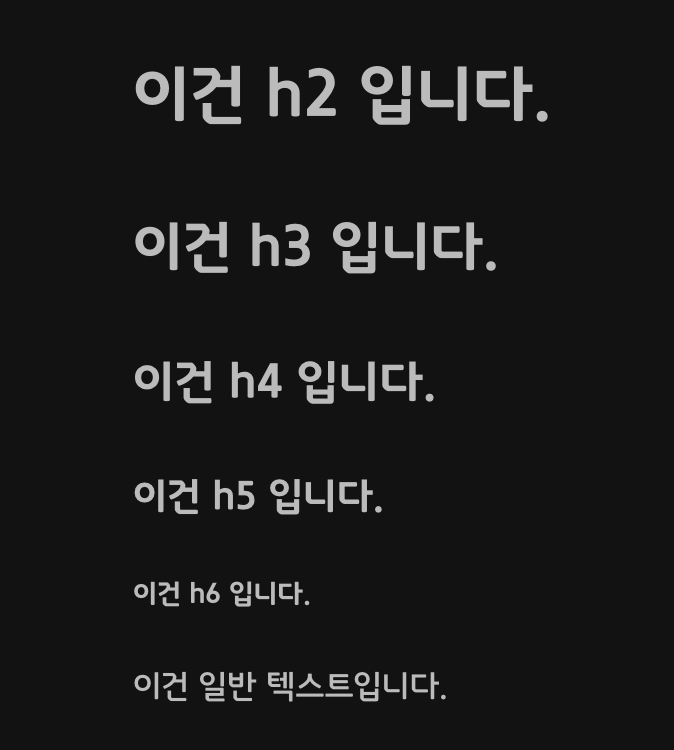 이건 h2 입니다.
이건 h3 입니다.
이건 h4 입니다.
이건 h5 입니다.
이건 h6 입니다.
이건 일반 텍스트입니다.